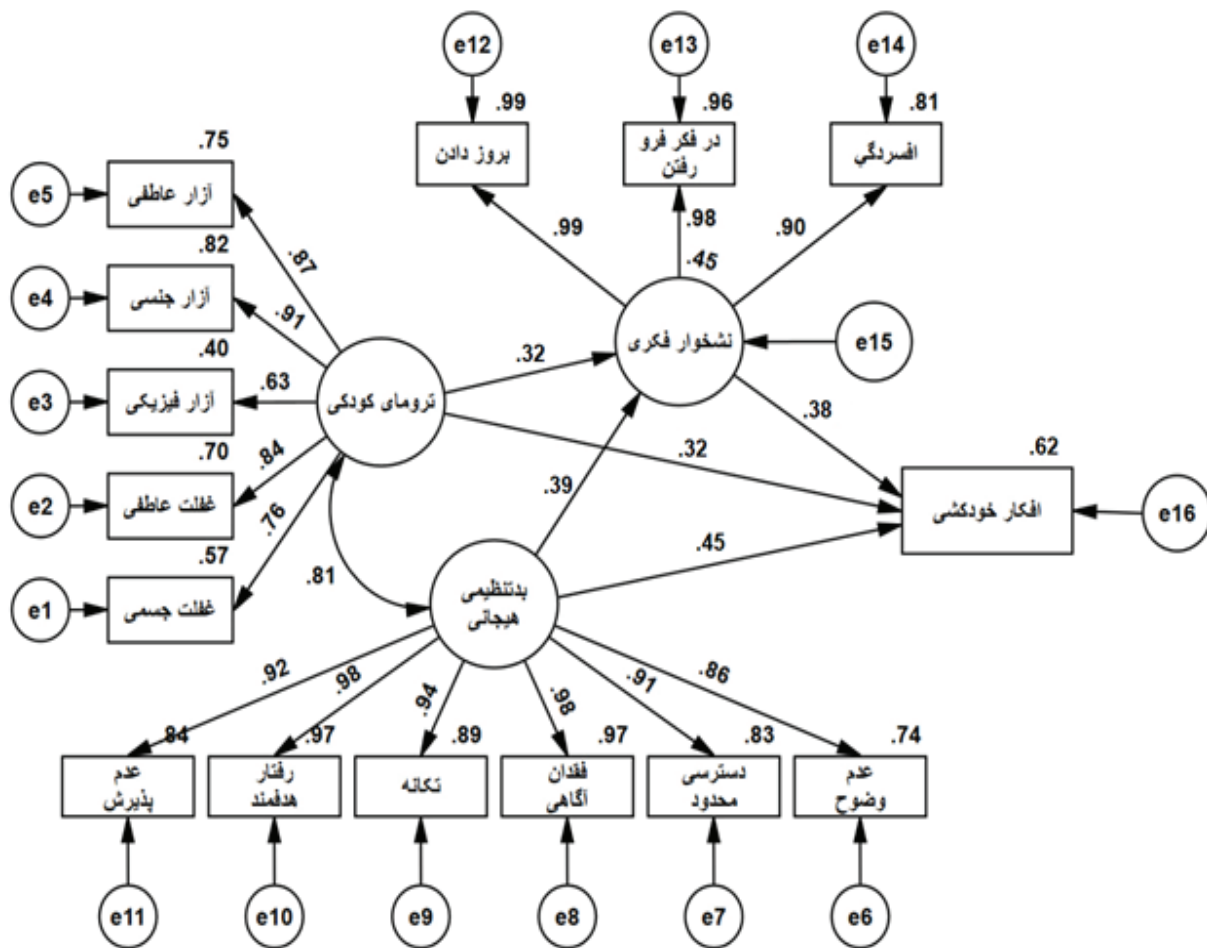 e12
e13
e14
.99
.96
.81
بروز دادن
در فکر فرو
رفتن
افسردگي
.75
e5
آزار عاطفی
.99
.98
.90
.87
.82
.45
e4
آزار جنسی
.91
نشخوار فکری
e15
.40
.32
e3
آزار فیزیکی
.63
ترومای کودکی
.38
.70
.84
.32
.62
e2
غفلت عاطفی
.39
افکار خودکشی
e16
.57
.76
.45
.81
e1
غفلت جسمی
بدتنظیمی
هیجانی
.92
.98
.94
.98
.91
.86
.84
.97
.89
.97
.83
.74
عدم
پذیرش
رفتار
هدفمند
تکانه
فقدان
آگاهی
دسترسی
محدود
عدم
وضوح
e11
e10
e9
e8
e7
e6